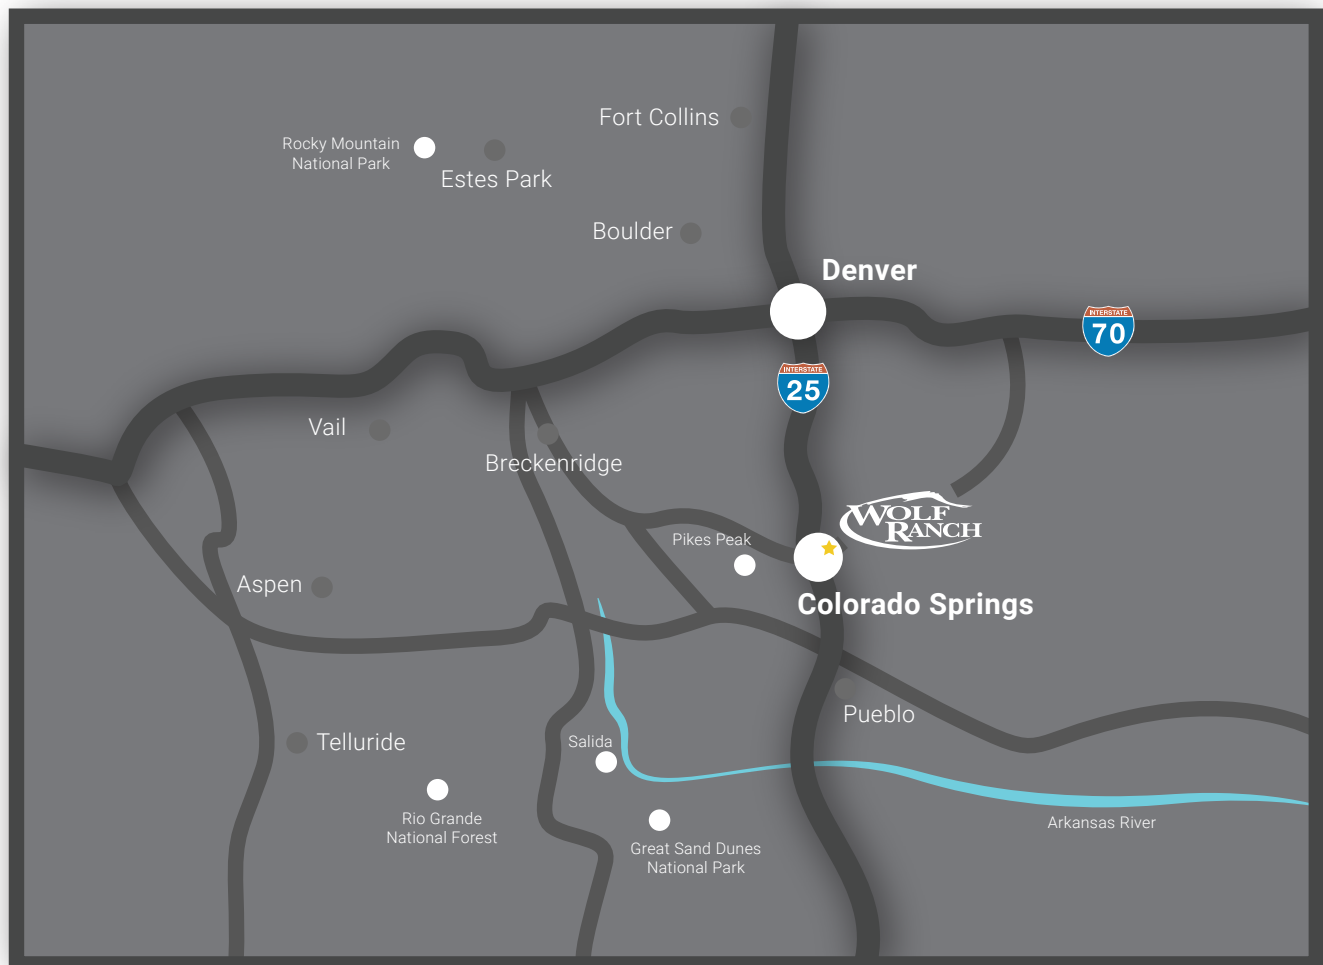 Fort Collins
Rocky Mountain
National Park
Estes Park
Boulder
Denver
INTERSTATE
70
INTERSTATE
25
Vail
Breckenridge
WOLF
RANCH
Pikes Peak
Aspen
Colorado Springs
Pueblo
Telluride
Salida
Rio Grande
National Forest
Arkansas River
Great Sand Dunes
National Park